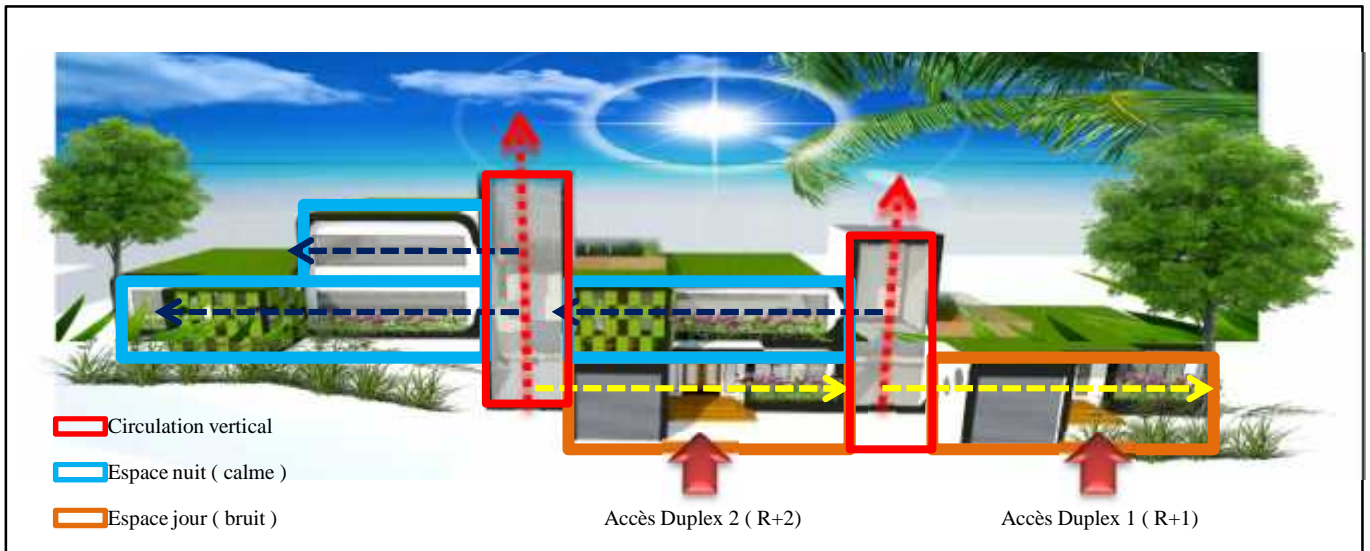 Circulation vertical
Espace nuit ( calme )
Espace jour ( bruit )
Accès Duplex 2 ( R+2)
Accès Duplex 1 ( R+1)